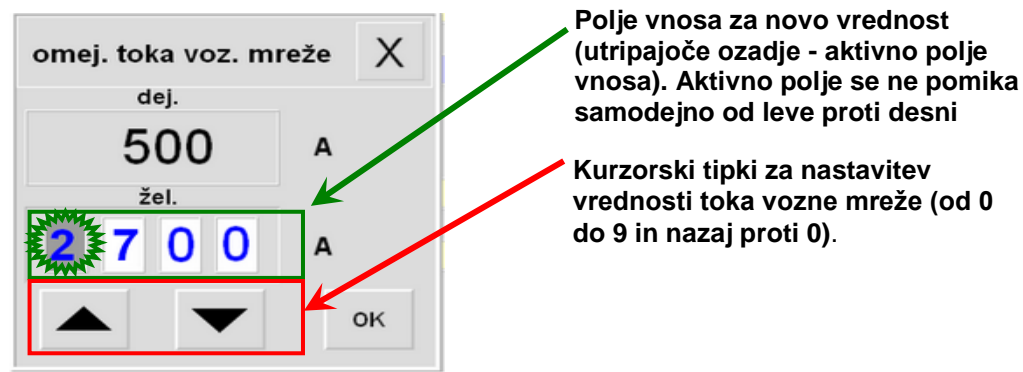 omej. toka voz. mreže X
dej.
500 A
žel.
2 7 0 0 A
OK
Polje vnosa za novo vrednost
(utripajoče ozadje - aktivno polje
vnosa). Aktivno polje se ne pomika
samodejno od leve proti desni
Kurzorski tipki za nastavitev
vrednosti toka vozne mreže (od 0
do 9 in nazaj proti 0).